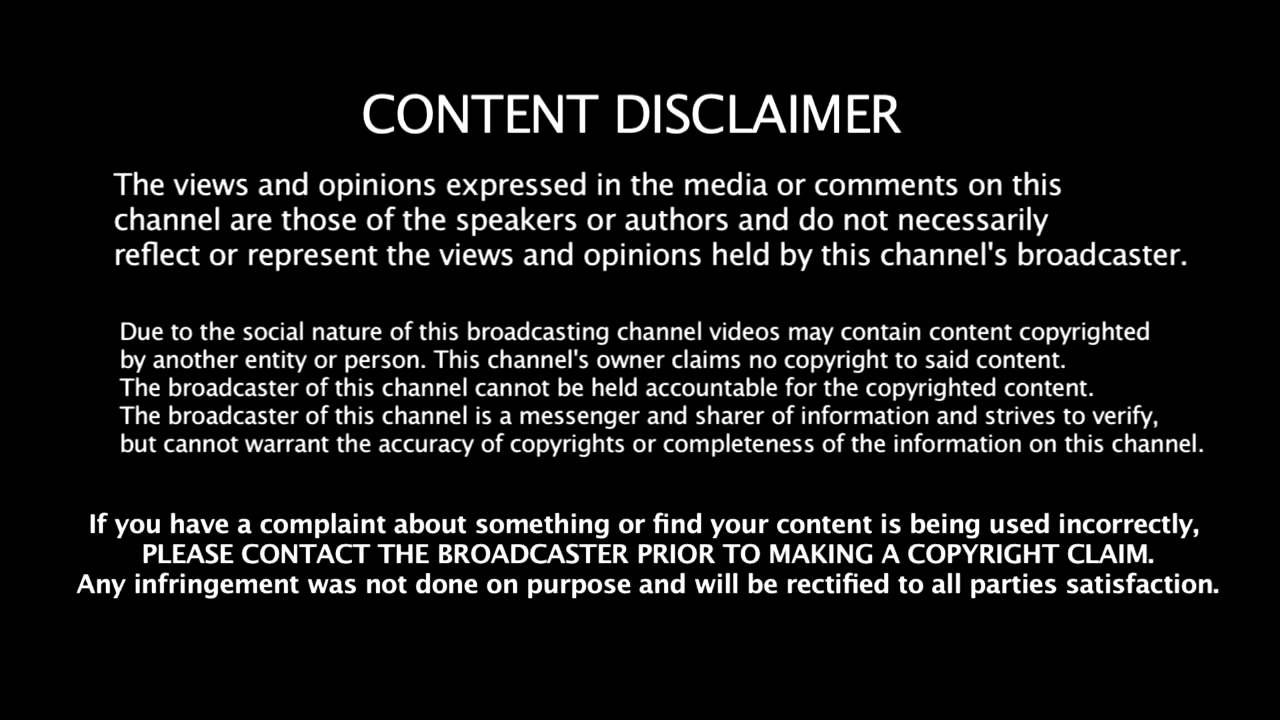 CONTENT DISCLAIMER
The views and opinions expressed in the media or comments on this
channel are those of the speakers or authors and do not necessarily
reflect or represent the views and opinions held by this channel's broadcaster.
Due to the social nature of this broadcasting channel videos may contain content copyrighted
by another entity or person. This channel's owner claims no copyright to said content.
The broadcaster of this channel cannot be held accountable for the copyrighted content.
The broadcaster of this channel is a messenger and sharer of information and strives to verify,
but cannot warrant the accuracy of copyrights or completeness of the information on this channel.
If you have a complaint about something or find your content is being used incorrectly,
PLEASE CONTACT THE BROADCASTER PRIOR TO MAKING A COPYRIGHT CLAIM.
Any infringement was not done on purpose and will be rectified to all parties satisfaction.